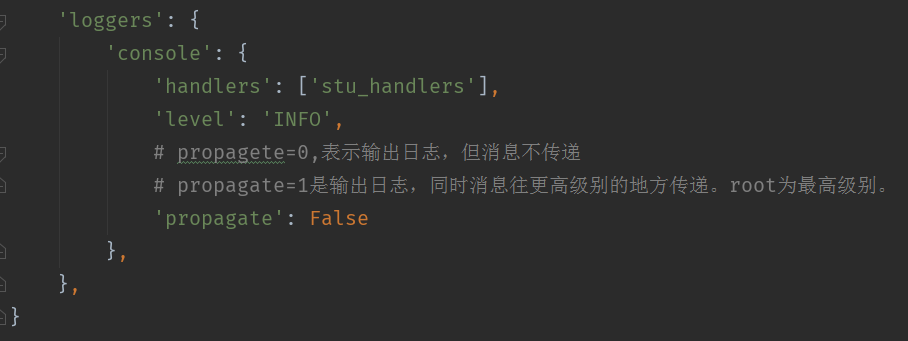 'loggers': {
'console': {
'handlers': ['stu_handlers'],
'level': 'INFO',
# propagete=0,表示输出日志，但消息不传递
# propagate=1是输出日志，同时消息往更高级别的地方传递。root为最高级别。
'propagate': False
},
},
}